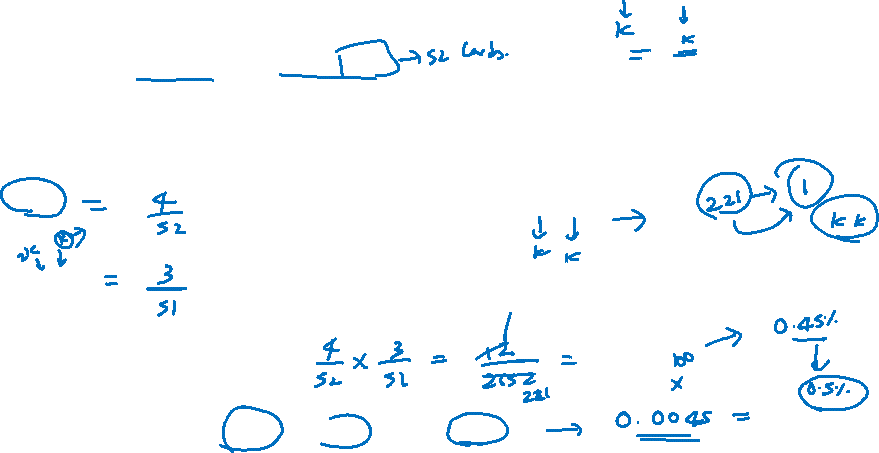 K K
→ 52 Cards.
= 4/52
221 → 1
K K
K K →
= 3/51
0.45%
4/52 × 3/51 = 12/2652 =
1
221
100
×
0.5%
→ 0.0045 =